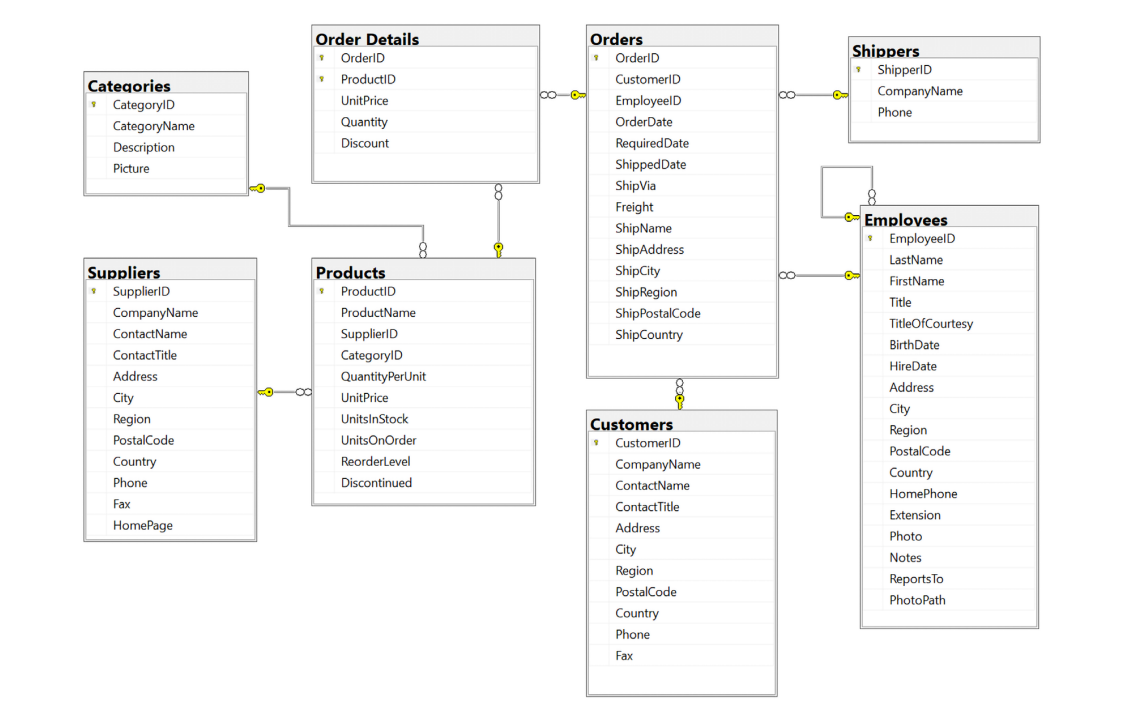 Categories
CategoryID
CategoryName
Description
Picture
Order Details
OrderID
ProductID
UnitPrice
Quantity
Discount
Orders
OrderID
CustomerID
EmployeeID
OrderDate
RequiredDate
ShippedDate
ShipVia
Freight
ShipName
ShipAddress
ShipCity
ShipRegion
ShipPostalCode
ShipCountry
Shippers
ShipperID
CompanyName
Phone
Suppliers
SupplierID
CompanyName
ContactName
ContactTitle
Address
City
Region
PostalCode
Country
Phone
Fax
HomePage
Products
ProductID
ProductName
SupplierID
CategoryID
QuantityPerUnit
UnitPrice
UnitsInStock
UnitsOnOrder
ReorderLevel
Discontinued
Customers
CustomerID
CompanyName
ContactName
ContactTitle
Address
City
Region
PostalCode
Country
Phone
Fax
Employees
EmployeeID
LastName
FirstName
Title
TitleOfCourtesy
BirthDate
HireDate
Address
City
Region
PostalCode
Country
HomePhone
Extension
Photo
Notes
ReportsTo
PhotoPath